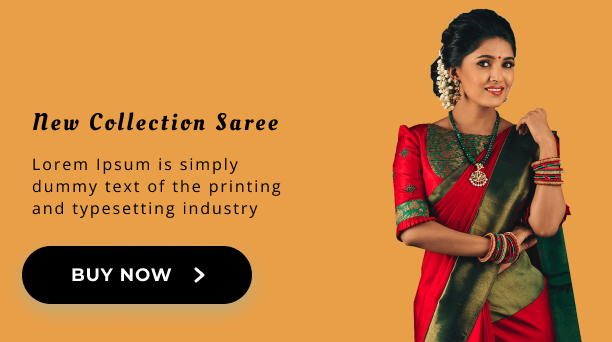 New Collection Saree
Lorem Ipsum is simply
dummy text of the printing
and typesetting industry
BUY NOW